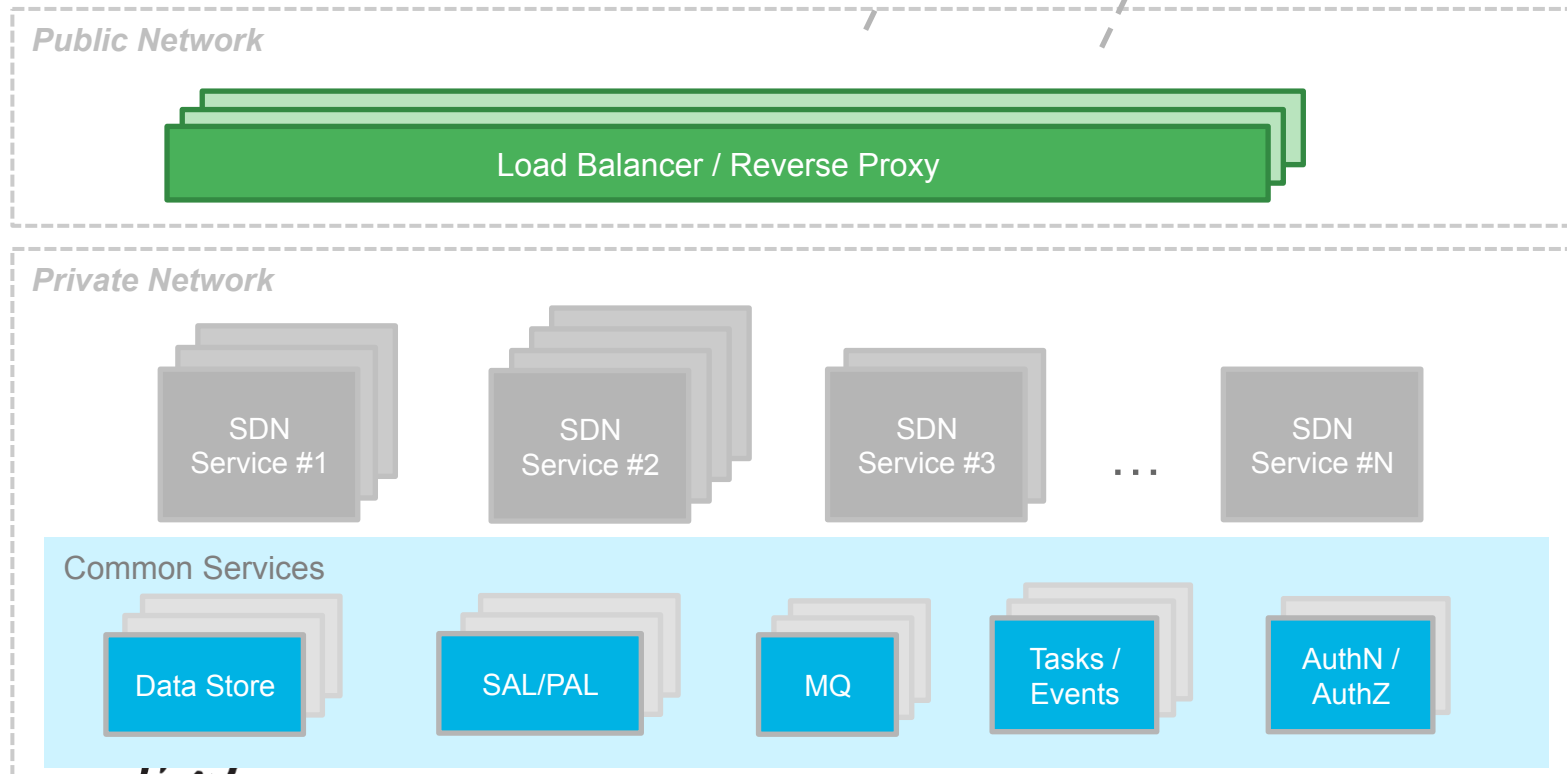 Public Network
Load Balancer / Reverse Proxy
Private Network
SDN
Service #1
SDN
Service #2
SDN
Service #3
...
SDN
Service #N
Common Services
Data Store
SAL/PAL
MQ
Tasks /
Events
AuthN /
AuthZ